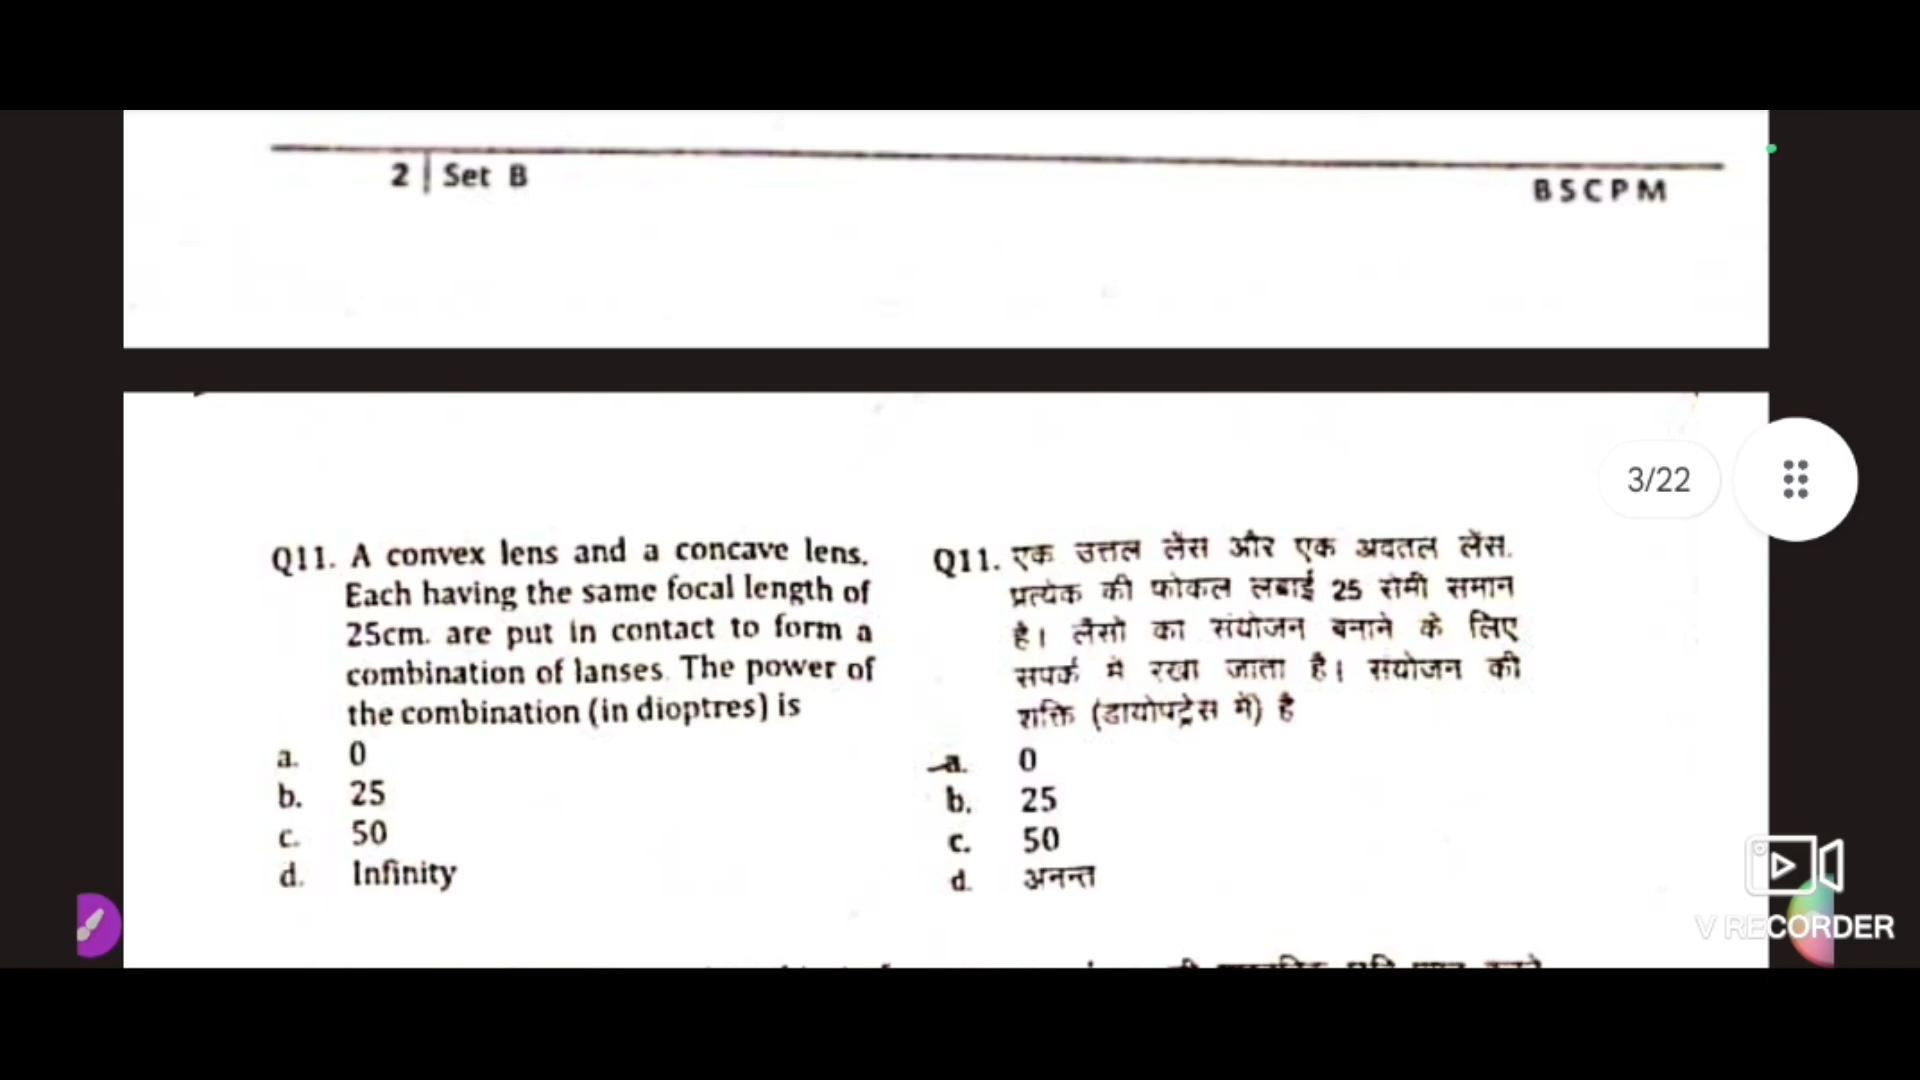 2 | Set B
BSCPM
3/22
Q11. A convex lens and a concave lens.
Each having the same focal length of
25cm. are put in contact to form a
combination of lanses. The power of
the combination (in dioptres) is
a. 0
b. 25
c. 50
d. Infinity
Q11. एक उत्तल लेंस और एक अवतल लेंस.
प्रत्येक की फोकल लबाई 25 सेमी समान
है। लैसो का संयोजन बनाने के लिए
सपर्क मे रखा जाता है। संयोजन की
शक्ति (डायोपट्रेस में) है
a. 0
b. 25
c. 50
d. अनन्त
V RECORDER